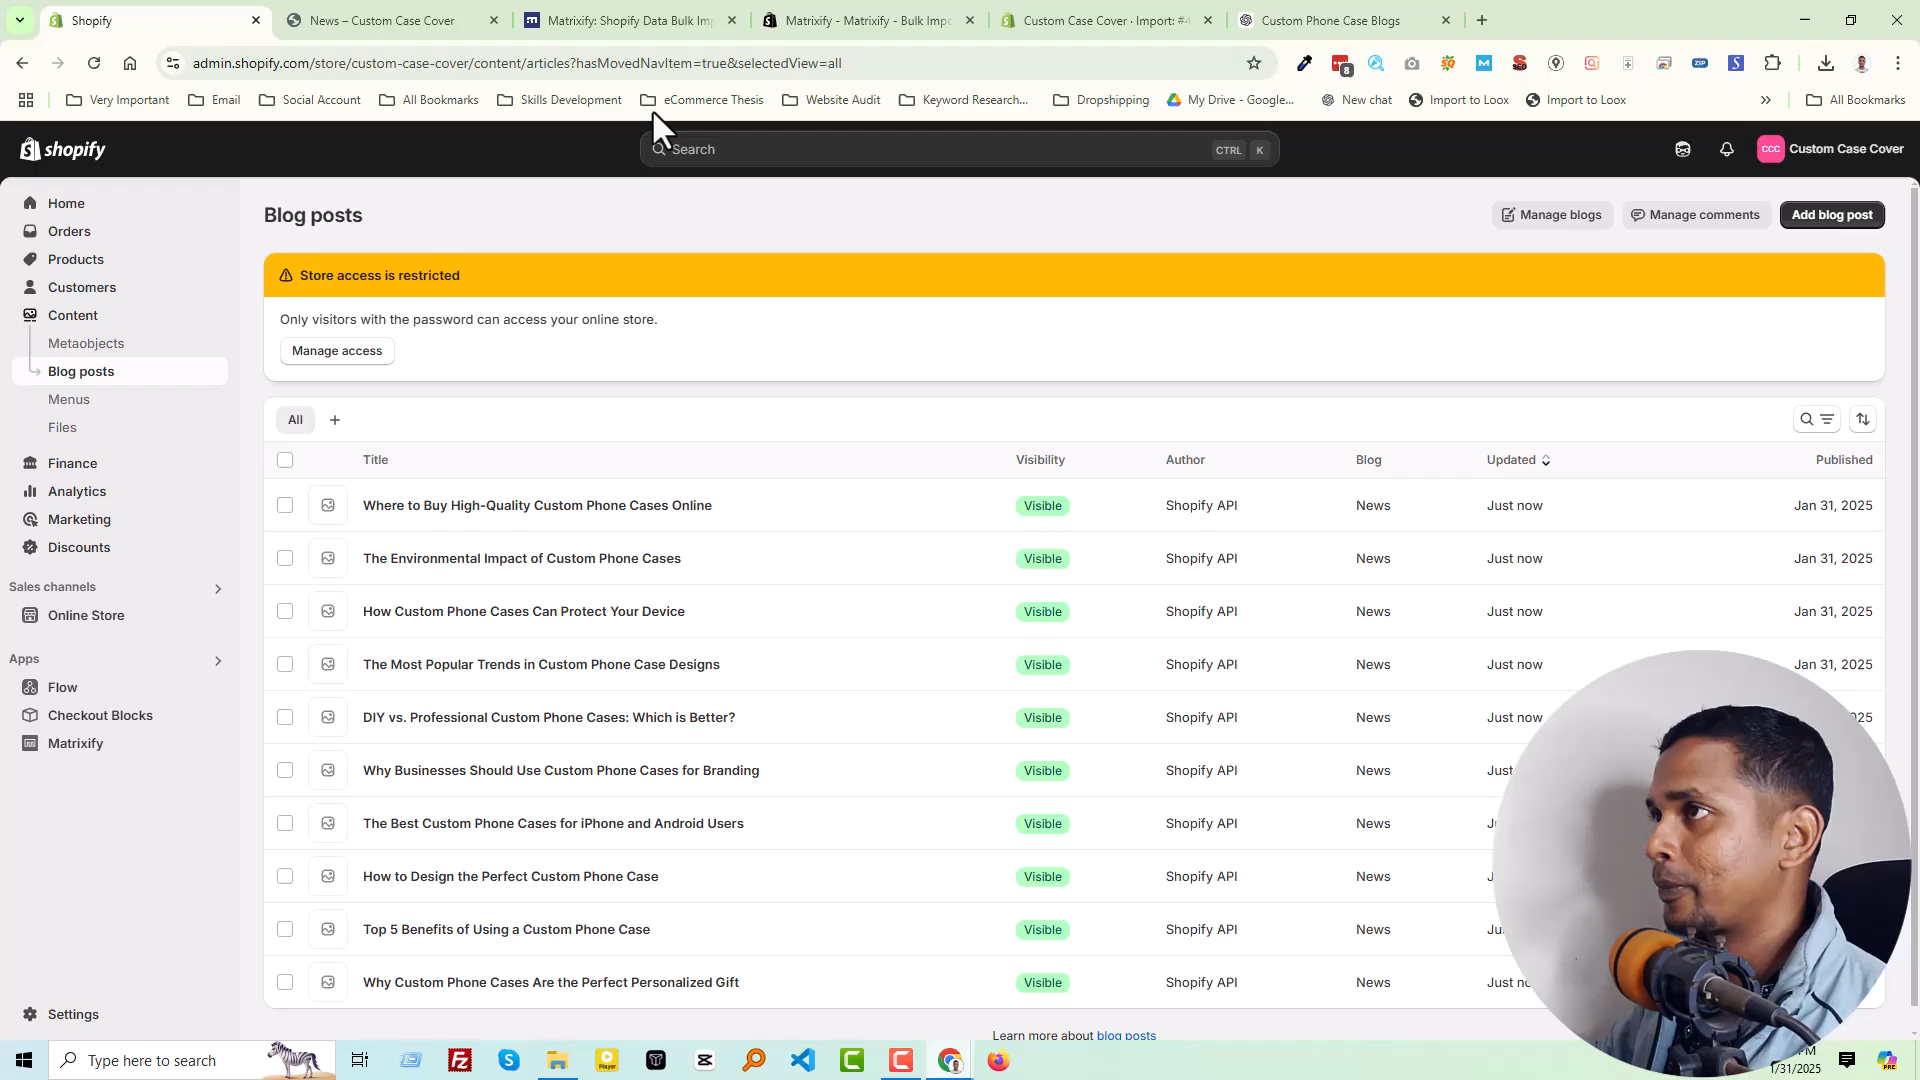 Shopify
News – Custom Case Cover
Matrixify: Shopify Data Bulk Imp
Matrixify - Matrixify - Bulk Impo
Custom Case Cover · Import: #4
Custom Phone Case Blogs
admin.shopify.com/store/custom-case-cover/content/articles?hasMovedNavItem=true&selectedView=all
8
ZIP
Very Important
Email
Social Account
All Bookmarks
Skills Development
eCommerce Thesis
Website Audit
Keyword Research...
Dropshipping
My Drive - Google...
New chat
Import to Loox
Import to Loox
All Bookmarks
shopify
Search
CTRL K
CCC Custom Case Cover
Home
Orders
Products
Customers
Content
Metaobjects
Blog posts
Menus
Files
Finance
Analytics
Marketing
Discounts
Sales channels
Online Store
Apps
Flow
Checkout Blocks
Matrixify
Settings
Blog posts
Manage blogs
Manage comments
Add blog post
Store access is restricted
Only visitors with the password can access your online store.
Manage access
All
Title Visibility Author Blog Updated Published
Where to Buy High-Quality Custom Phone Cases Online Visible Shopify API News Just now Jan 31, 2025
The Environmental Impact of Custom Phone Cases Visible Shopify API News Just now Jan 31, 2025
How Custom Phone Cases Can Protect Your Device Visible Shopify API News Just now Jan 31, 2025
The Most Popular Trends in Custom Phone Case Designs Visible Shopify API News Just now Jan 31, 2025
DIY vs. Professional Custom Phone Cases: Which is Better? Visible Shopify API News Just now
Why Businesses Should Use Custom Phone Cases for Branding Visible Shopify API News Just
The Best Custom Phone Cases for iPhone and Android Users Visible Shopify API News
How to Design the Perfect Custom Phone Case Visible Shopify API News
Top 5 Benefits of Using a Custom Phone Case Visible Shopify API News
Why Custom Phone Cases Are the Perfect Personalized Gift Visible Shopify API News Just
Learn more about blog posts
Type here to search
PM
1/31/2025